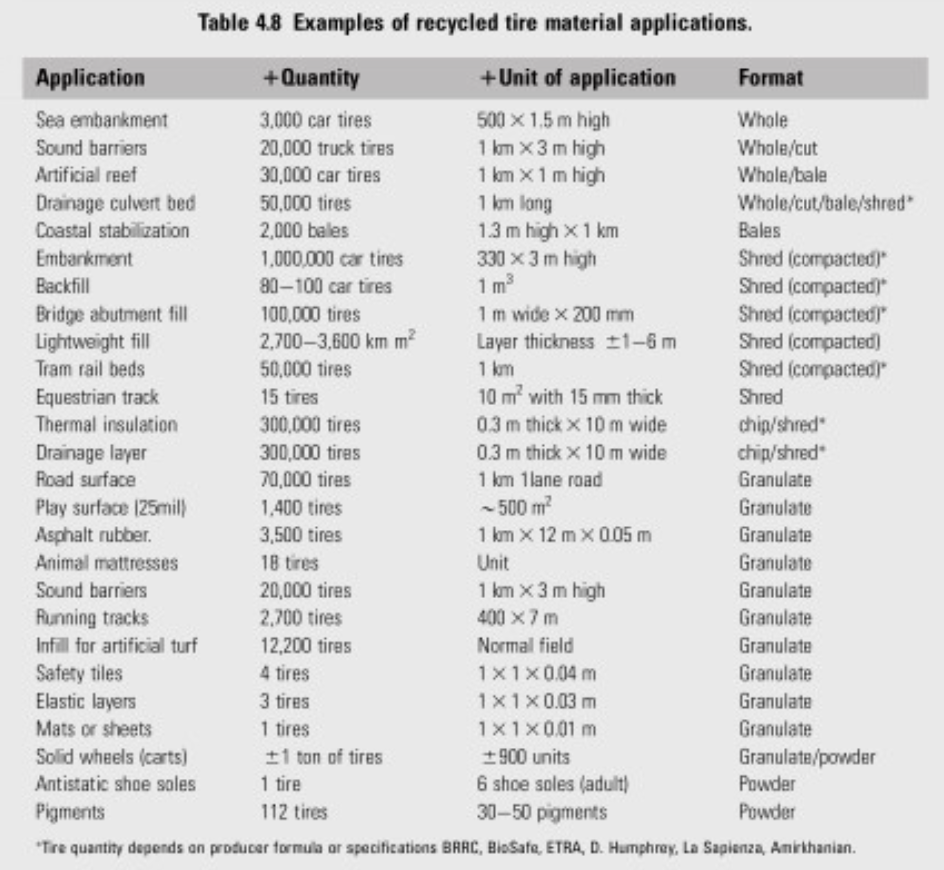 Table 4.8 Examples of recycled tire material applications.
Application +Quantity +Unit of application Format
Sea embankment 3,000 car tires 500 × 1.5 m high Whole
Sound barriers 20,000 truck tires 1 km × 3 m high Whole/cut
Artificial reef 30,000 car tires 1 km × 1 m high Whole/bale
Drainage culvert bed 50,000 tires 1 km long Whole/cut/bale/shred*
Coastal stabilization 2,000 bales 1.3 m high × 1 km Bales
Embankment 1,000,000 car tires 330 × 3 m high Shred (compacted)*
Backfill 80–100 car tires 1 m³ Shred (compacted)*
Bridge abutment fill 100,000 tires 1 m wide × 200 mm Shred (compacted)*
Lightweight fill 2,700–3,600 km m² Layer thickness ±1–6 m Shred (compacted)
Tram rail beds 50,000 tires 1 km Shred (compacted)*
Equestrian track 15 tires 10 m² with 15 mm thick Shred
Thermal insulation 300,000 tires 0.3 m thick × 10 m wide chip/shred*
Drainage layer 300,000 tires 0.3 m thick × 10 m wide chip/shred*
Road surface 70,000 tires 1 km 1lane road Granulate
Play surface (25mil) 1,400 tires ~500 m² Granulate
Asphalt rubber. 3,500 tires 1 km × 12 m × 0.05 m Granulate
Animal mattresses 18 tires Unit Granulate
Sound barriers 20,000 tires 1 km × 3 m high Granulate
Running tracks 2,700 tires 400 × 7 m Granulate
Infill for artificial turf 12,200 tires Normal field Granulate
Safety tiles 4 tires 1 × 1 × 0.04 m Granulate
Elastic layers 3 tires 1 × 1 × 0.03 m Granulate
Mats or sheets 1 tires 1 × 1 × 0.01 m Granulate
Solid wheels (carts) ±1 ton of tires ±900 units Granulate/powder
Antistatic shoe soles 1 tire 6 shoe soles (adult) Powder
Pigments 112 tires 30–50 pigments Powder
*Tire quantity depends on producer formula or specifications BRRC, BioSafe, ETRA, D. Humphrey, La Sapienza, Amirkhanian.